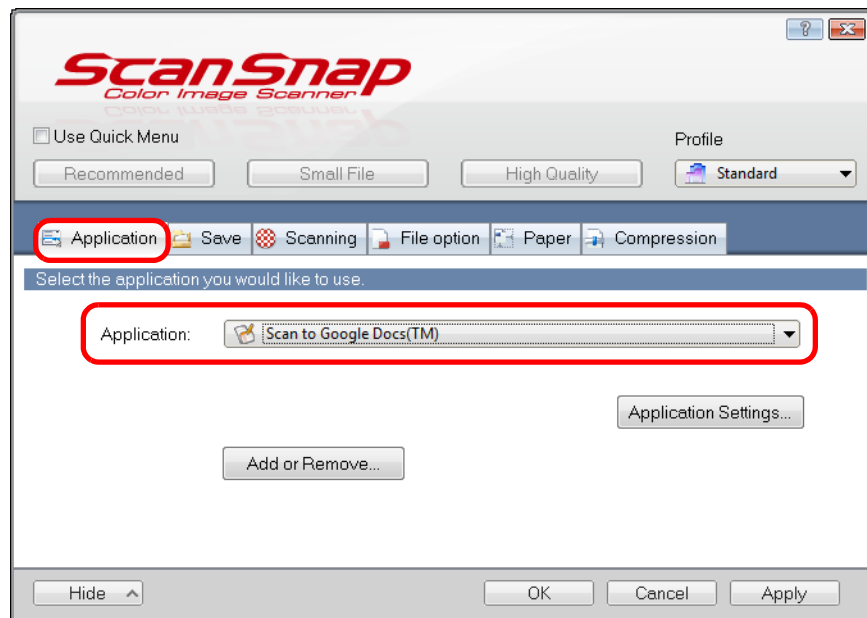 ScanSnap
Color Image Scanner
Use Quick Menu
Profile
Recommended
Small File
High Quality
Standard
Application
Save
Scanning
File option
Paper
Compression
Select the application you would like to use.
Application:
Scan to Google Docs(TM)
Application Settings...
Add or Remove...
Hide
OK
Cancel
Apply